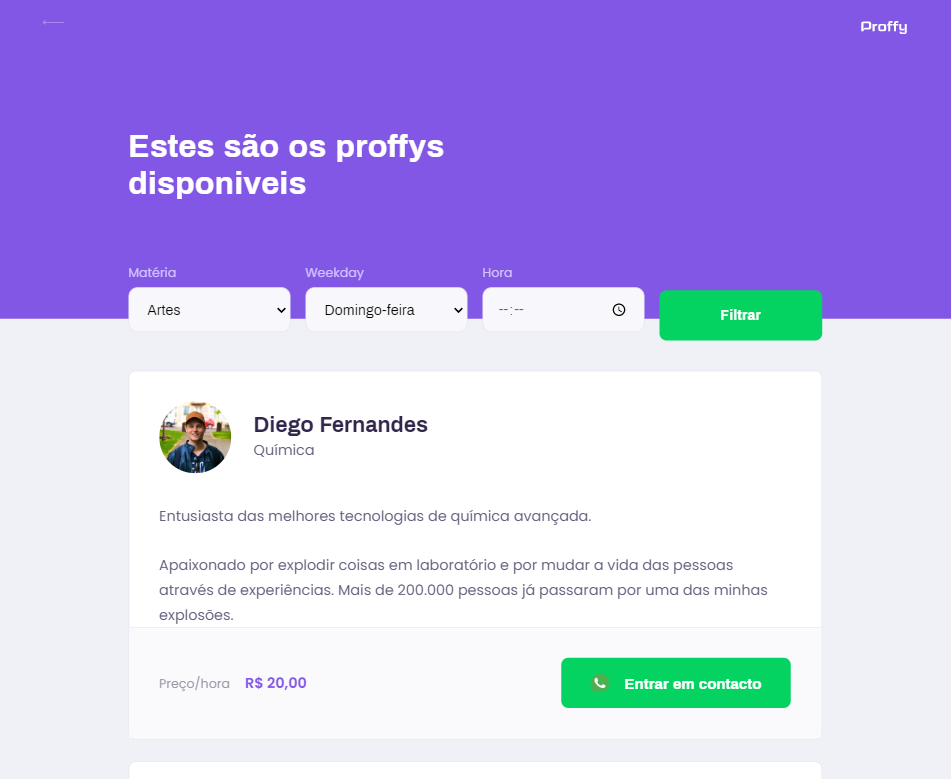 Proffy
Estes são os proffys
disponiveis
Matéria
Weekday
Hora
Artes
Domingo-feira
--:--
Filtrar
Diego Fernandes
Química
Entusiasta das melhores tecnologias de química avançada.
Apaixonado por explodir coisas em laboratório e por mudar a vida das pessoas
através de experiências. Mais de 200.000 pessoas já passaram por uma das minhas
explosões.
Preço/hora R$ 20,00
Entrar em contacto